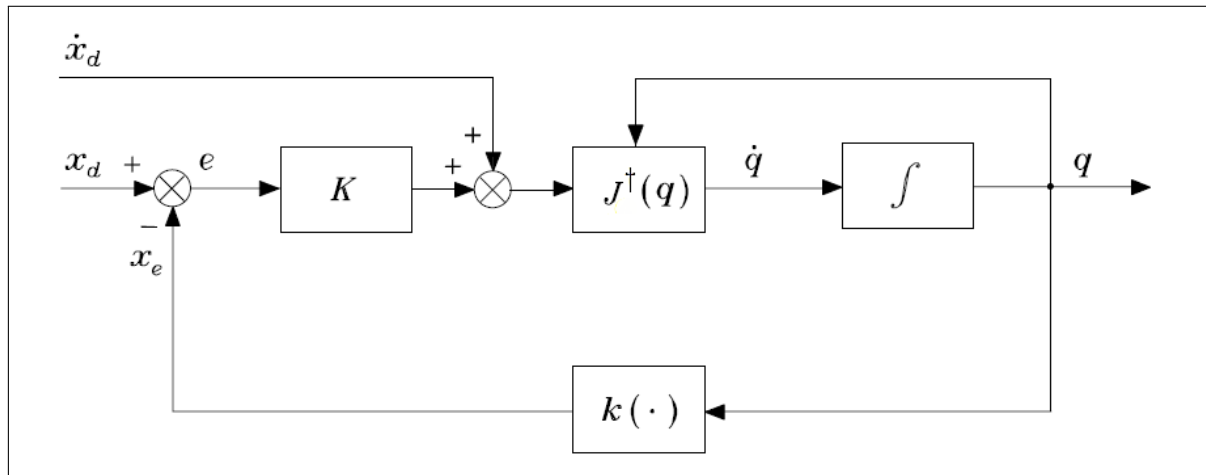 ẋ_d
+
x_d + e K + J†(q) q̇ ∫ q
−
x_e
k(·)